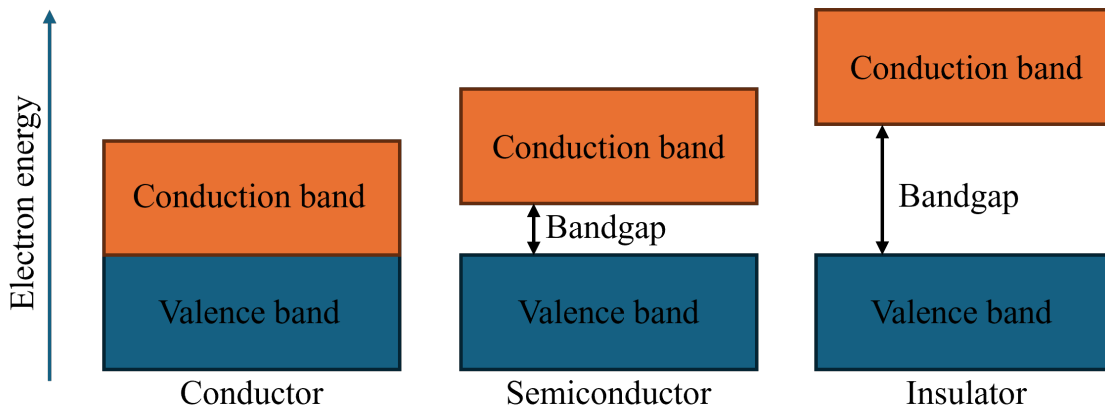 Electron energy
Conduction band
Valence band
Conductor
Conduction band
Bandgap
Valence band
Semiconductor
Conduction band
Bandgap
Valence band
Insulator